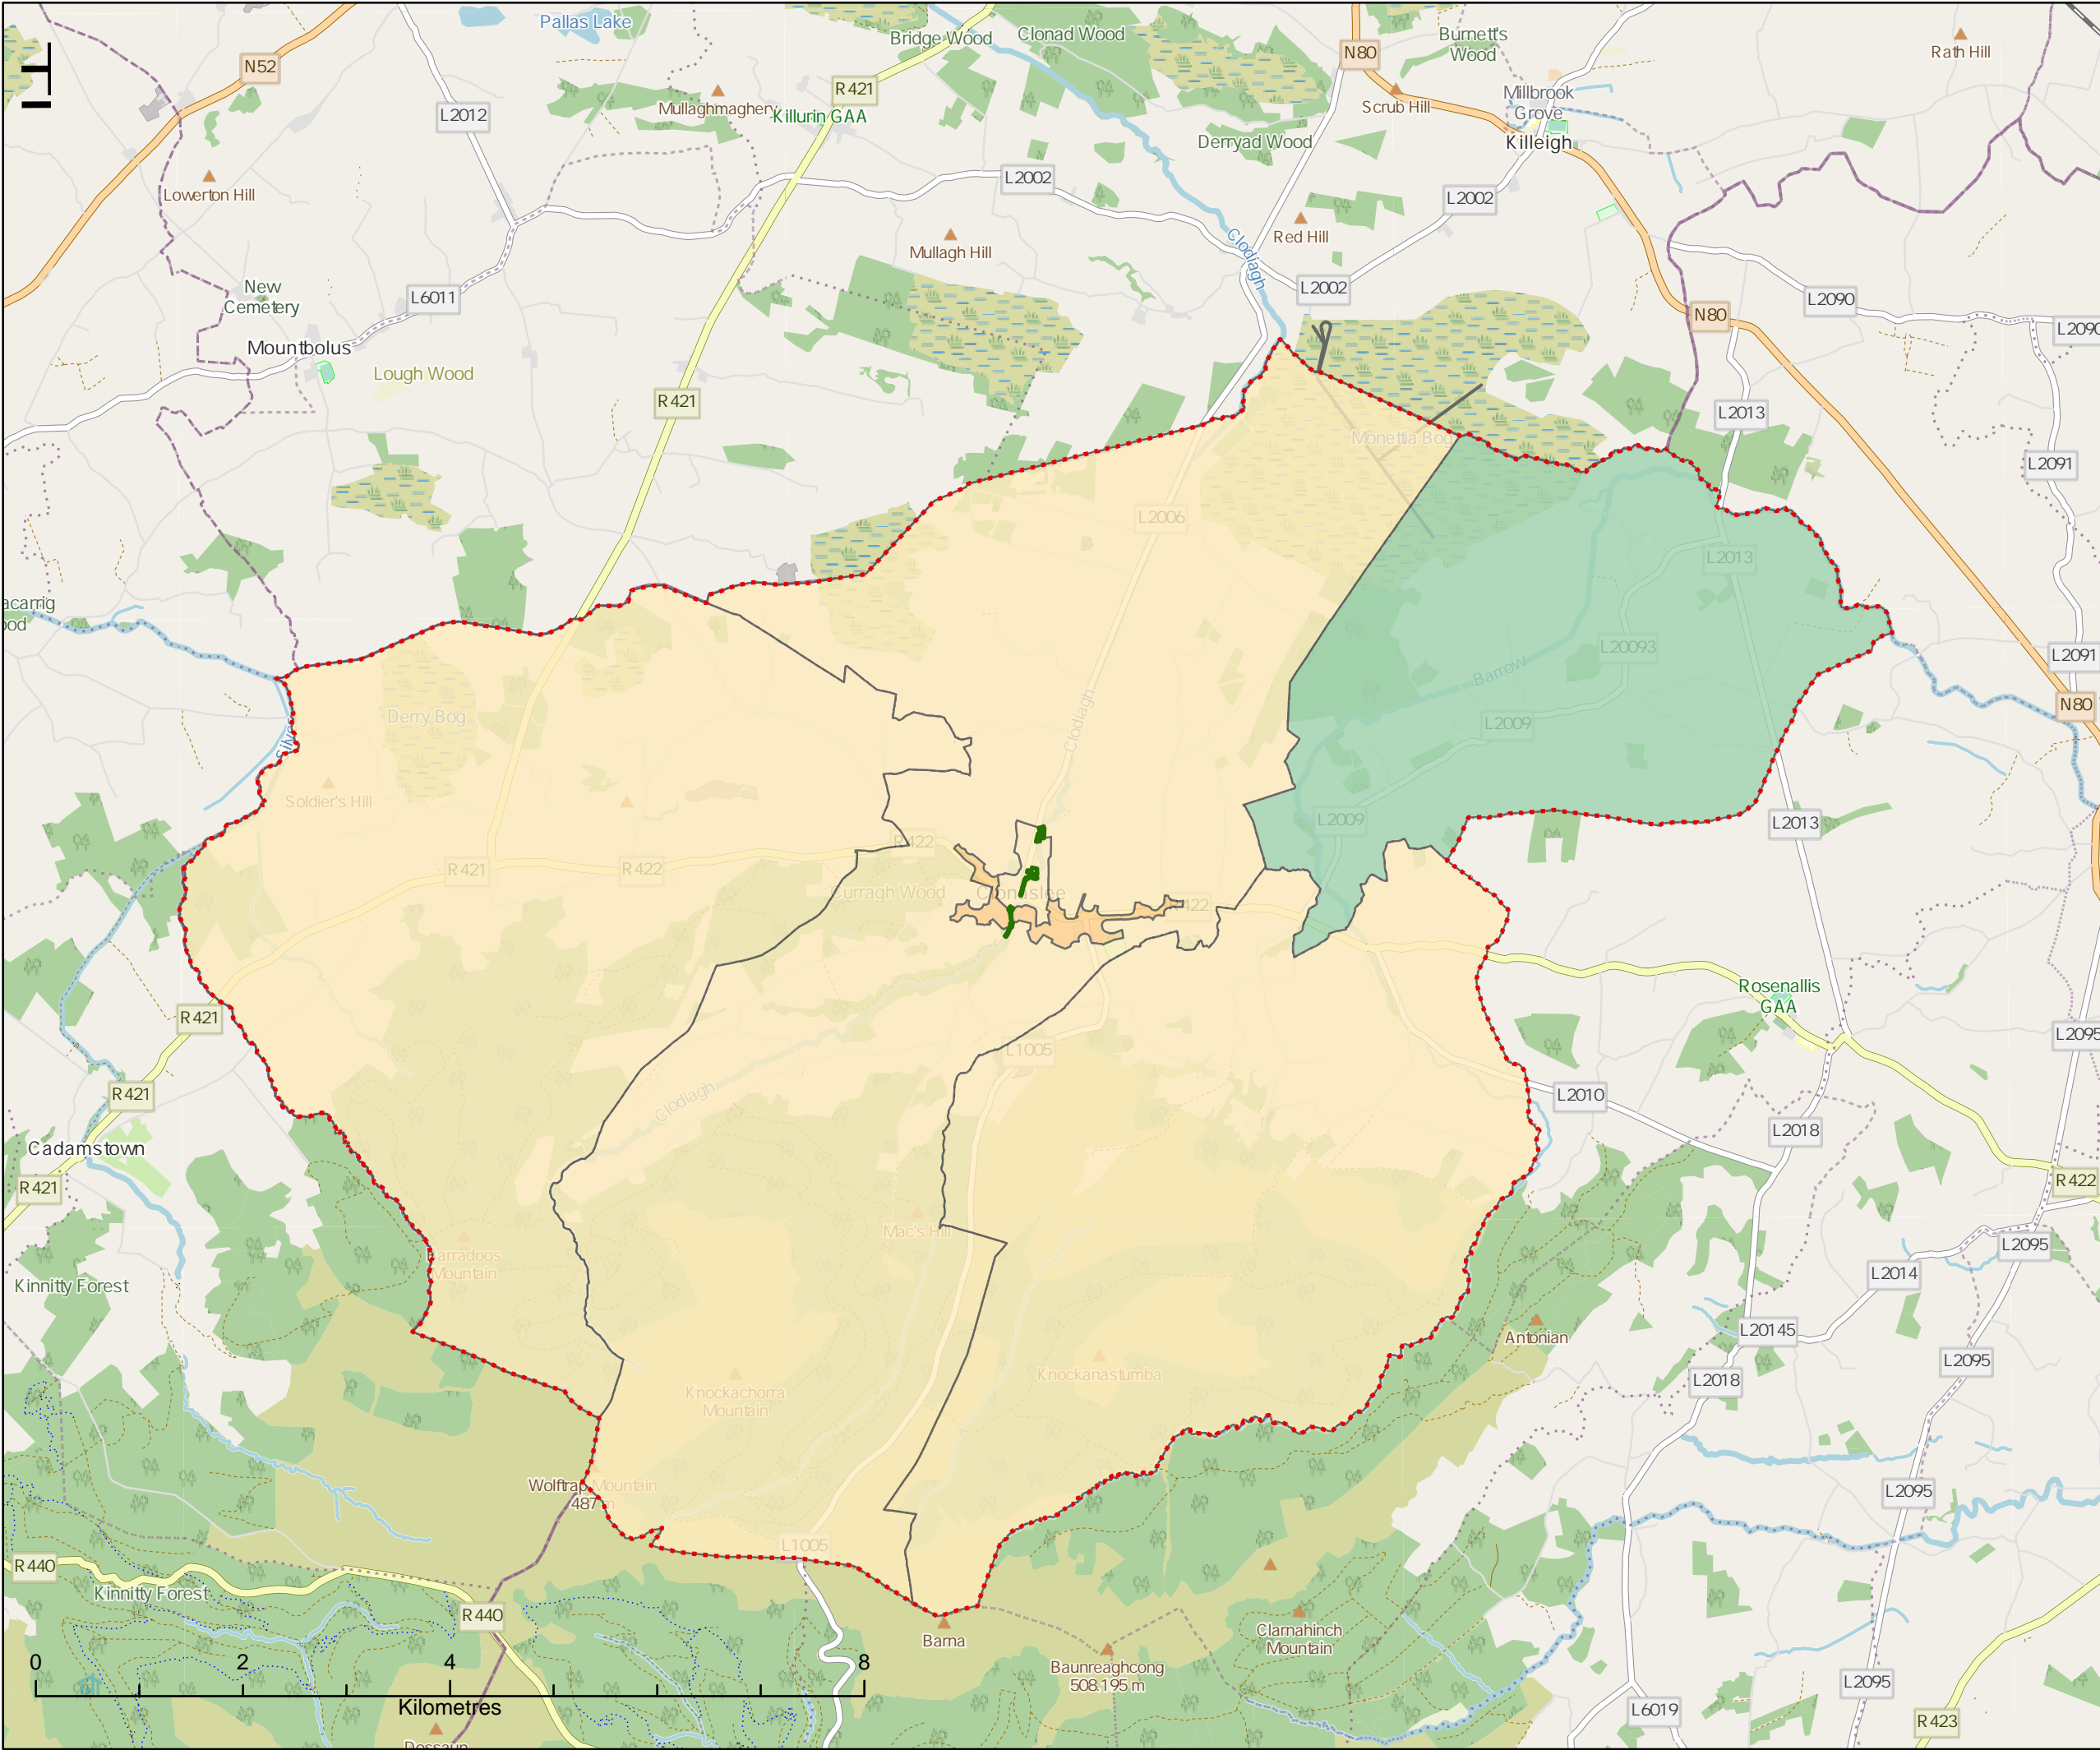 Pallas Lake
Bridge Wood
Clonad Wood
Burnett's
Wood
Rath Hill
N52
N80
R421
L2012
Mullaghmaghery
Killurin GAA
Scrub Hill
Millbrook
Grove
Killeigh
Derryad Wood
Lowerton Hill
L2002
L2002
Mullagh Hill
Clodiagh
Red Hill
L2002
New
Cemetery
L6011
L2090
L2090
N80
Mountbolus
Lough Wood
R421
L2013
Monettia Bog
L2091
L2006
L2013
acarrig
ood
L20093
L2091
Barrow
N80
Derry Bog
Clodiagh
L2009
Soldier's Hill
L2009
L2013
R422
R421
R422
Curragh Wood
Clonaslee
R422
Rosenallis
GAA
R421
L2095
L1005
R421
L2010
Clodiagh
L2018
Cadamstown
R421
R422
Mac's Hill
L2095
Barradoos
Mountain
L2014
Kinnitty Forest
Antonian
L20145
L2095
Knockanastumba
Knockachorra
Mountain
L2018
Wolftrap Mountain
487 m
L2095
L1005
R440
Kinnitty Forest
R440
Barna
Clarnahinch
Mountain
Baunreaghcong
508.195 m
0 2 4 8
Kilometres
L2095
L6019
R423